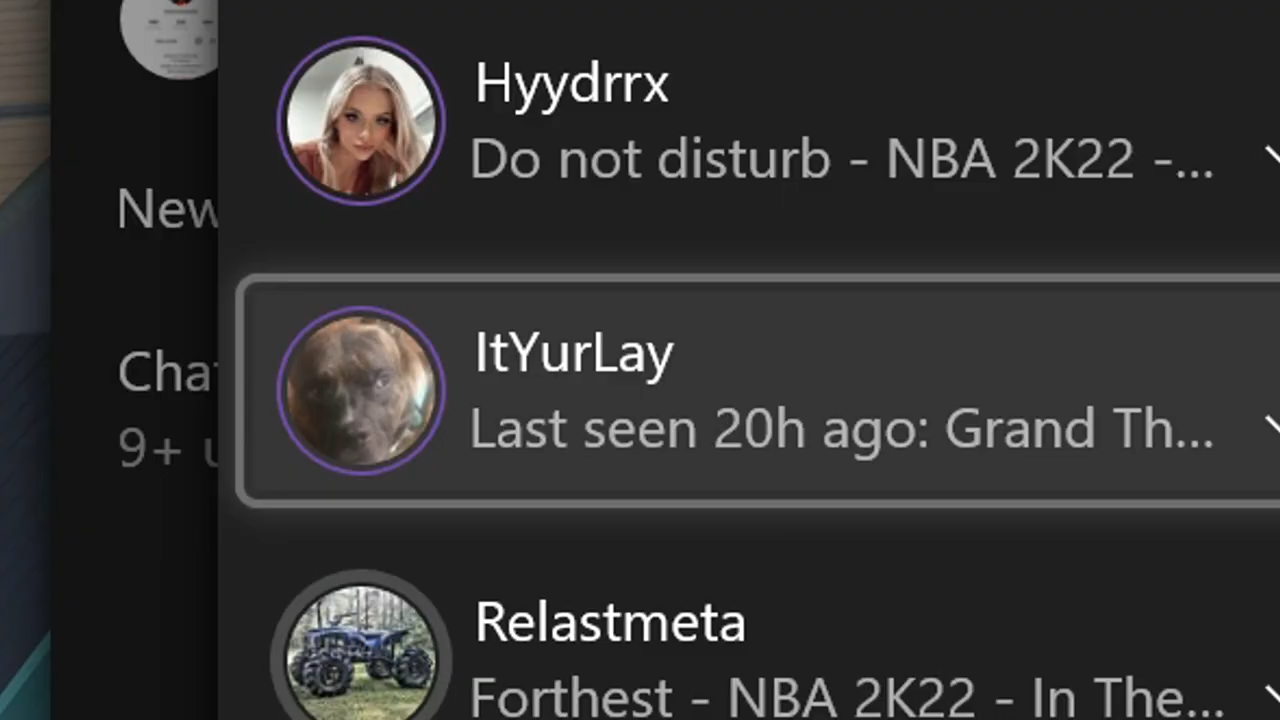 Hyydrrx
Do not disturb - NBA 2K22 -...
New
ItYurLay
Last seen 20h ago: Grand Th...
Chat
9+ u
Relastmeta
Forthest - NBA 2K22 - In The...